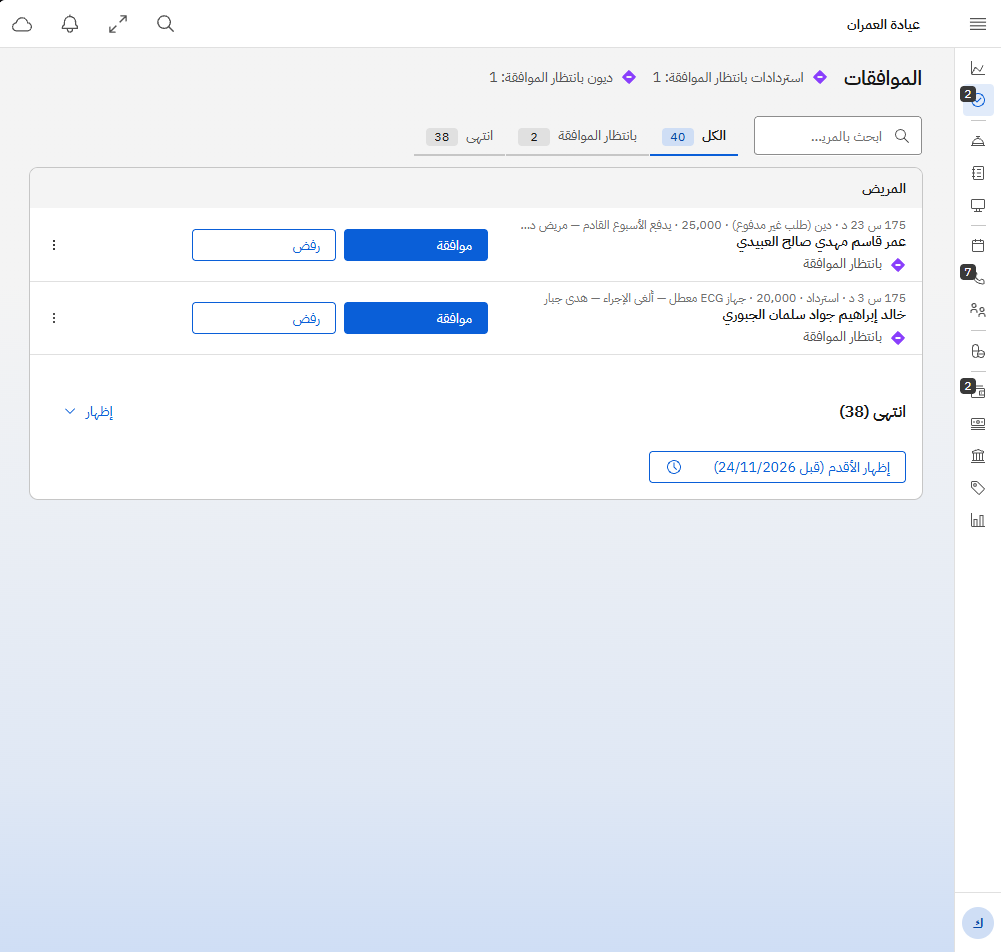 عيادة العمران
الموافقات
استردادات بانتظار الموافقة: 1
ديون بانتظار الموافقة: 1
ابحث بالمريـ...
الكل 40
بانتظار الموافقة 2
انتهى 38
المريض
175 س 23 د · دين (طلب غير مدفوع) · 25,000 · يدفع الأسبوع القادم — مريض د...
عمر قاسم مهدي صالح العبيدي
بانتظار الموافقة
موافقة
رفض
175 س 3 د · استرداد · 20,000 · جهاز ECG معطل — ألغى الإجراء — هدى جبار
خالد إبراهيم جواد سلمان الجبوري
بانتظار الموافقة
موافقة
رفض
انتهى (38)
إظهار
إظهار الأقدم (قبل 24/11/2026)
2
7
2
ك